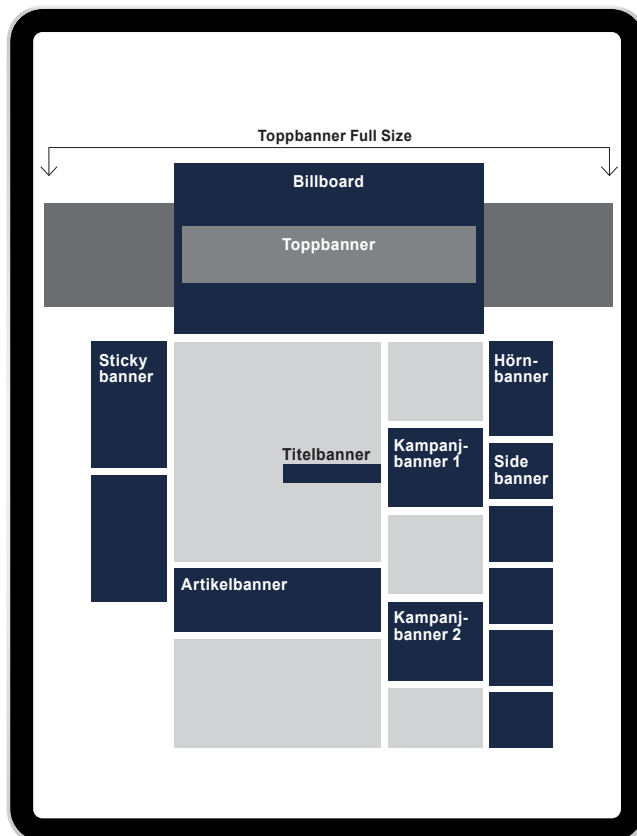 Toppbanner Full Size
Billboard
Toppbanner
Sticky
banner
Hörn-
banner
Titelbanner
Kampanj-
banner 1
Side
banner
Artikelbanner
Kampanj-
banner 2